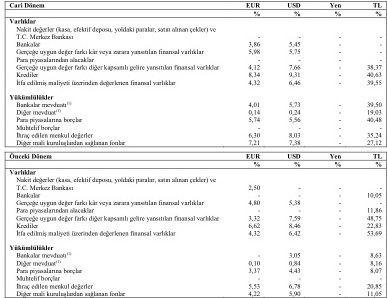 Cari Dönem EUR USD Yen TL
% % % %
Varlıklar
Nakit değerler (kasa, efektif deposu, yoldaki paralar, satın alınan çekler) ve
T.C. Merkez Bankası - - - -
Bankalar 3,86 5,45 - -
Gerçeğe uygun değer farkı kâr veya zarara yansıtılan finansal varlıklar 5,98 5,75 - -
Para piyasalarından alacaklar - - - -
Gerçeğe uygun değer farkı diğer kapsamlı gelire yansıtılan finansal varlıklar 4,12 7,66 - 38,37
Krediler 8,34 9,31 - 40,63
İtfa edilmiş maliyeti üzerinden değerlenen finansal varlıklar 4,32 6,46 - 39,55
Yükümlülükler
Bankalar mevduatı(1) 4,01 5,73 - 39,50
Diğer mevduat(1) 0,14 0,24 - 19,03
Para piyasalarına borçlar 5,74 5,56 - 40,48
Muhtelif borçlar - - - -
İhraç edilen menkul değerler 6,30 8,03 - 35,24
Diğer mali kuruluşlardan sağlanan fonlar 7,21 7,38 - 27,12
Önceki Dönem EUR USD Yen TL
% % % %
Varlıklar
Nakit değerler (kasa, efektif deposu, yoldaki paralar, satın alınan çekler) ve
T.C. Merkez Bankası 2,50 - - -
Bankalar - - - 10,05
Gerçeğe uygun değer farkı kâr veya zarara yansıtılan finansal varlıklar 4,80 5,38 - -
Para piyasalarından alacaklar - - - 11,86
Gerçeğe uygun değer farkı diğer kapsamlı gelire yansıtılan finansal varlıklar 3,32 7,59 - 48,75
Krediler 6,62 8,46 - 22,83
İtfa edilmiş maliyeti üzerinden değerlenen finansal varlıklar 4,32 6,42 - 53,69
Yükümlülükler
Bankalar mevduatı(1) - 3,05 - 8,63
Diğer mevduat(1) 0,10 0,84 - 8,16
Para piyasalarına borçlar 3,37 4,43 - 8,07
Muhtelif borçlar - - - -
İhraç edilen menkul değerler 5,53 6,78 - 20,85
Diğer mali kuruluşlardan sağlanan fonlar 4,22 5,90 - 11,05